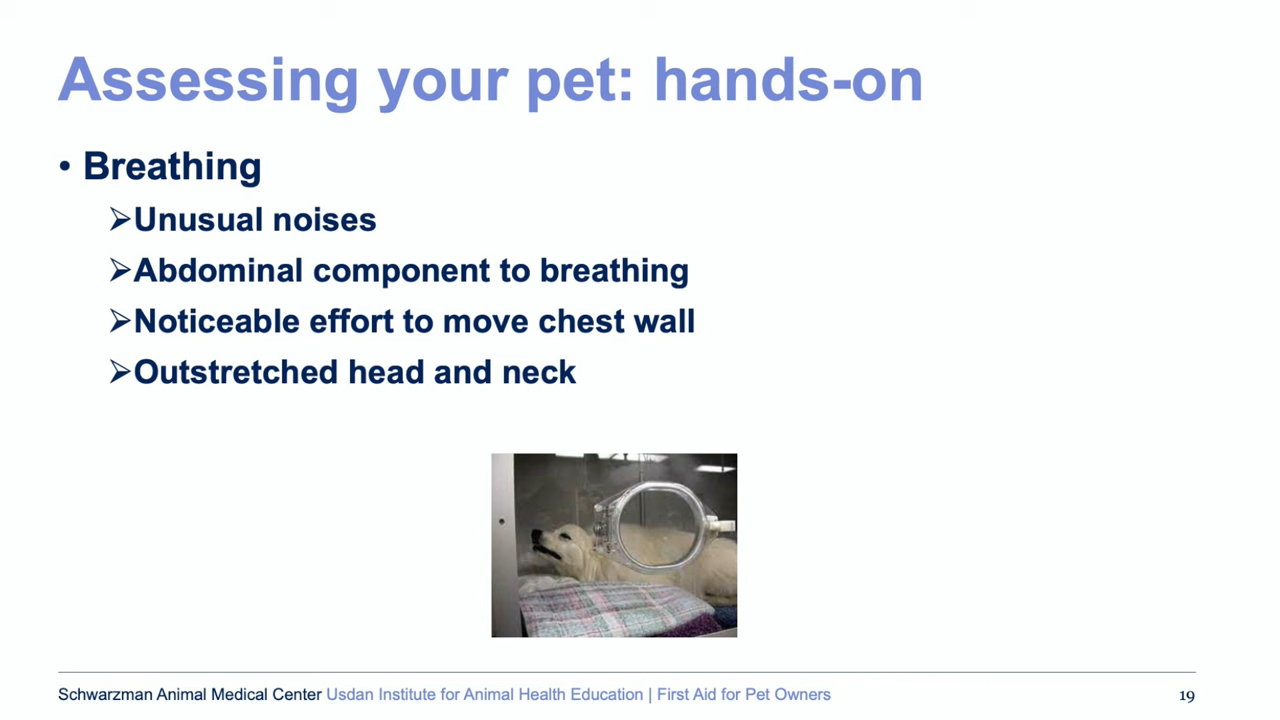 Assessing your pet: hands-on
• Breathing
➢Unusual noises
➢Abdominal component to breathing
➢Noticeable effort to move chest wall
➢Outstretched head and neck
Schwarzman Animal Medical Center Usdan Institute for Animal Health Education | First Aid for Pet Owners 19